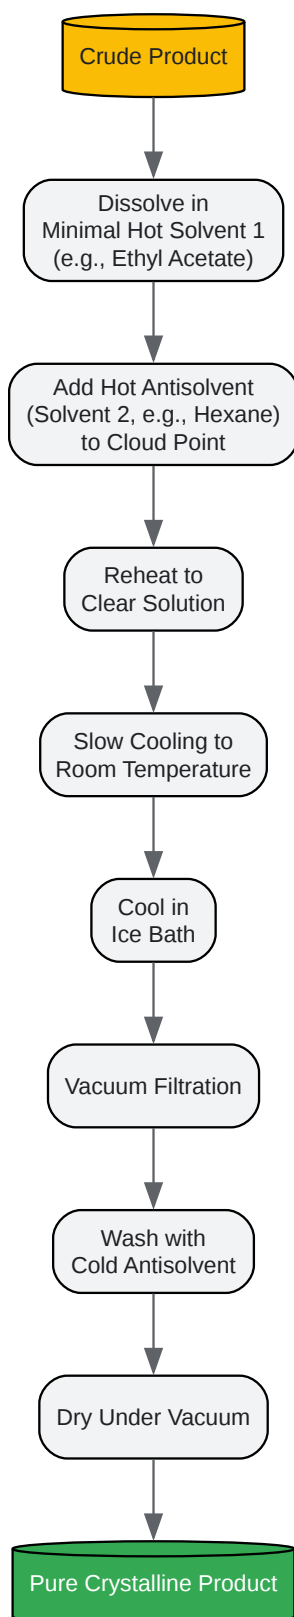 Crude Product
Dissolve in
Minimal Hot Solvent 1
(e.g., Ethyl Acetate)
Add Hot Antisolvent
(Solvent 2, e.g., Hexane)
to Cloud Point
Reheat to
Clear Solution
Slow Cooling to
Room Temperature
Cool in
Ice Bath
Vacuum Filtration
Wash with
Cold Antisolvent
Dry Under Vacuum
Pure Crystalline Product